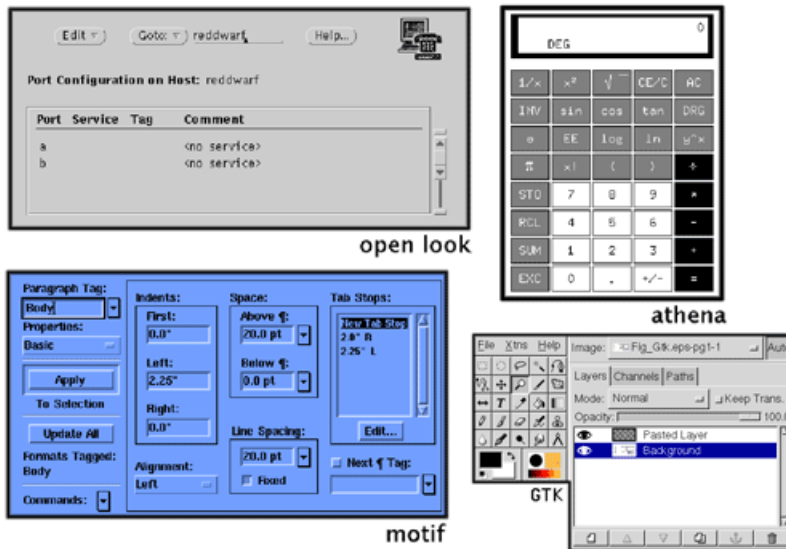 Edit
Goto: reddwarf
Help...
Port Configuration on Host: reddwarf
Port Service Tag Comment
a <no service>
b <no service>
open look
0
DEG
1/x x² √ CE/C AC
INV sin cos tan DRG
e EE log ln y^x
π x! ( ) ÷
STO 7 8 9 *
RCL 4 5 6 -
SUM 1 2 3 +
EXC 0 . +/- =
athena
Paragraph Tag:
Body
Properties:
Basic
Apply
To Selection
Update All
Formats Tagged:
Body
Commands:
Indents:
First:
0.0"
Left:
2.25"
Right:
0.0"
Alignment:
Left
Space:
Above ¶:
20.0 pt
Below ¶:
0.0 pt
Line Spacing:
20.0 pt
Fixed
Tab Stops:
New Tab Stop
2.0" R
2.25" L
Edit...
Next ¶ Tag:
motif
File Xtns Help
Image: Fig_Gtk.eps-pg1-1
Auto
Layers Channels Paths
Mode: Normal Keep Trans.
Opacity: 100.0
Pasted Layer
Background
GTK